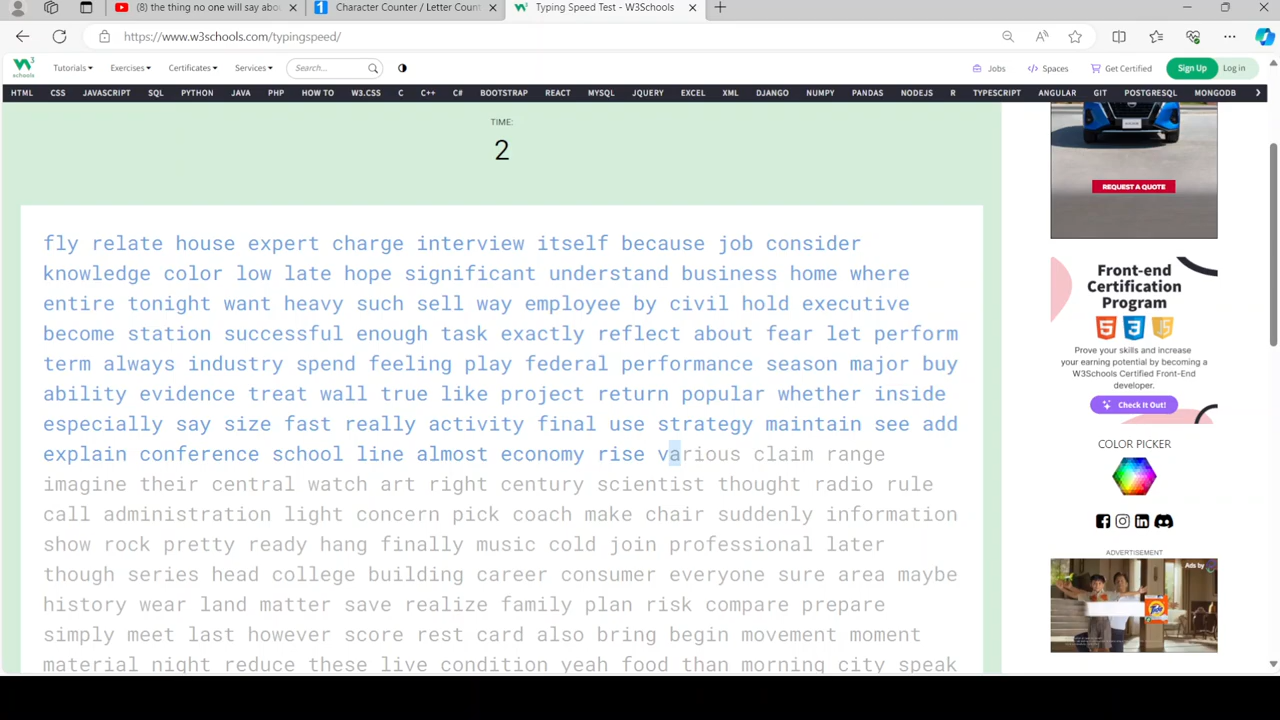 (8) the thing no one will say about
Character Counter / Letter Count
Typing Speed Test - W3Schools
https://www.w3schools.com/typingspeed/
W3 schools
Tutorials
Exercises
Certificates
Services
Search...
Jobs
Spaces
Get Certified
Sign Up
Log in
HTML CSS JAVASCRIPT SQL PYTHON JAVA PHP HOW TO W3.CSS C C++ C# BOOTSTRAP REACT MYSQL JQUERY EXCEL XML DJANGO NUMPY PANDAS NODEJS R TYPESCRIPT ANGULAR GIT POSTGRESQL MONGODB
TIME:
2
fly relate house expert charge interview itself because job consider
knowledge color low late hope significant understand business home where
entire tonight want heavy such sell way employee by civil hold executive
become station successful enough task exactly reflect about fear let perform
term always industry spend feeling play federal performance season major buy
ability evidence treat wall true like project return popular whether inside
especially say size fast really activity final use strategy maintain see add
explain conference school line almost economy rise various claim range
imagine their central watch art right century scientist thought radio rule
call administration light concern pick coach make chair suddenly information
show rock pretty ready hang finally music cold join professional later
though series head college building career consumer everyone sure area maybe
history wear land matter save realize family plan risk compare prepare
simply meet last however score rest card also bring begin movement moment
material night reduce these live condition yeah food than morning city speak
REQUEST A QUOTE
Front-end
Certification
Program
Prove your skills and increase
your earning potential by becoming a
W3Schools Certified Front-End
developer.
Check It Out!
COLOR PICKER
ADVERTISEMENT
Ads by
Tide